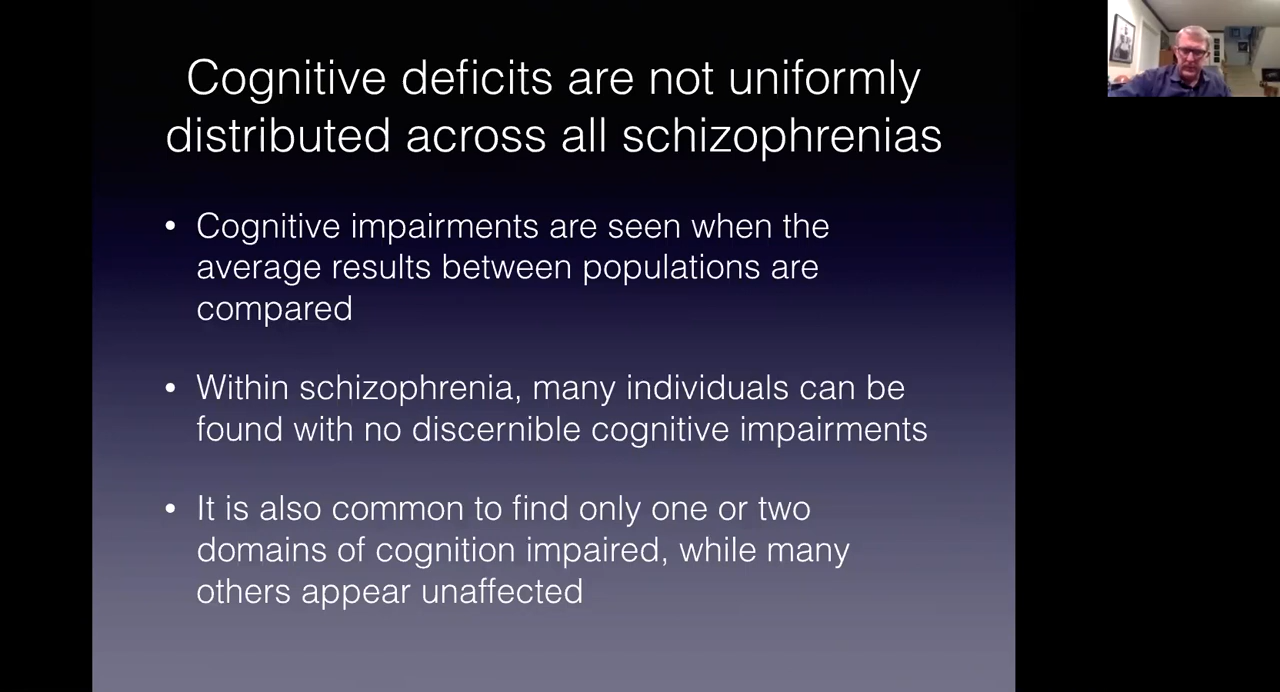 Cognitive deficits are not uniformly
distributed across all schizophrenias
• Cognitive impairments are seen when the
average results between populations are
compared
• Within schizophrenia, many individuals can be
found with no discernible cognitive impairments
• It is also common to find only one or two
domains of cognition impaired, while many
others appear unaffected